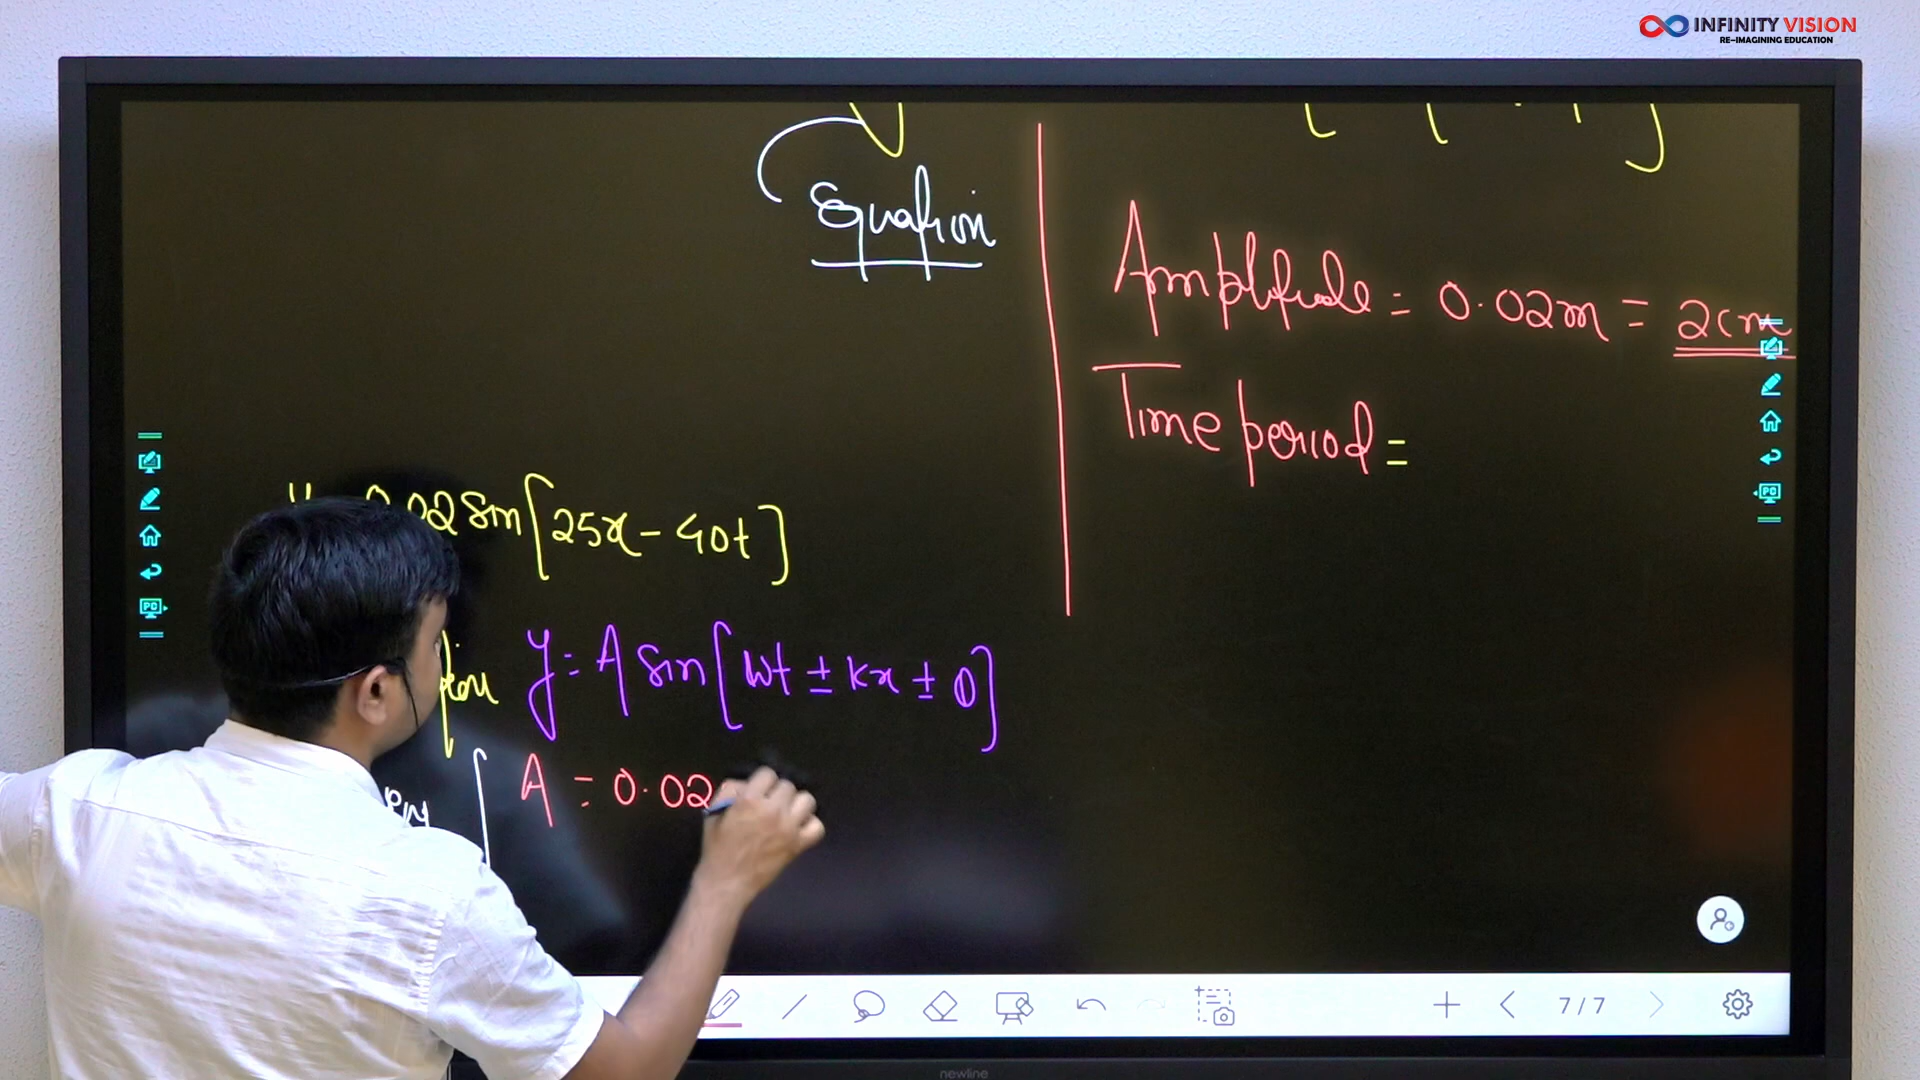 INFINITY VISION
RE-IMAGINING EDUCATION
Equation
Amplitude = 0.02m = 2cm
Time period =
0.02 sin [25x - 40t]
y = A sin [wt ± kx ± Ø]
A = 0.02
7/7
newline